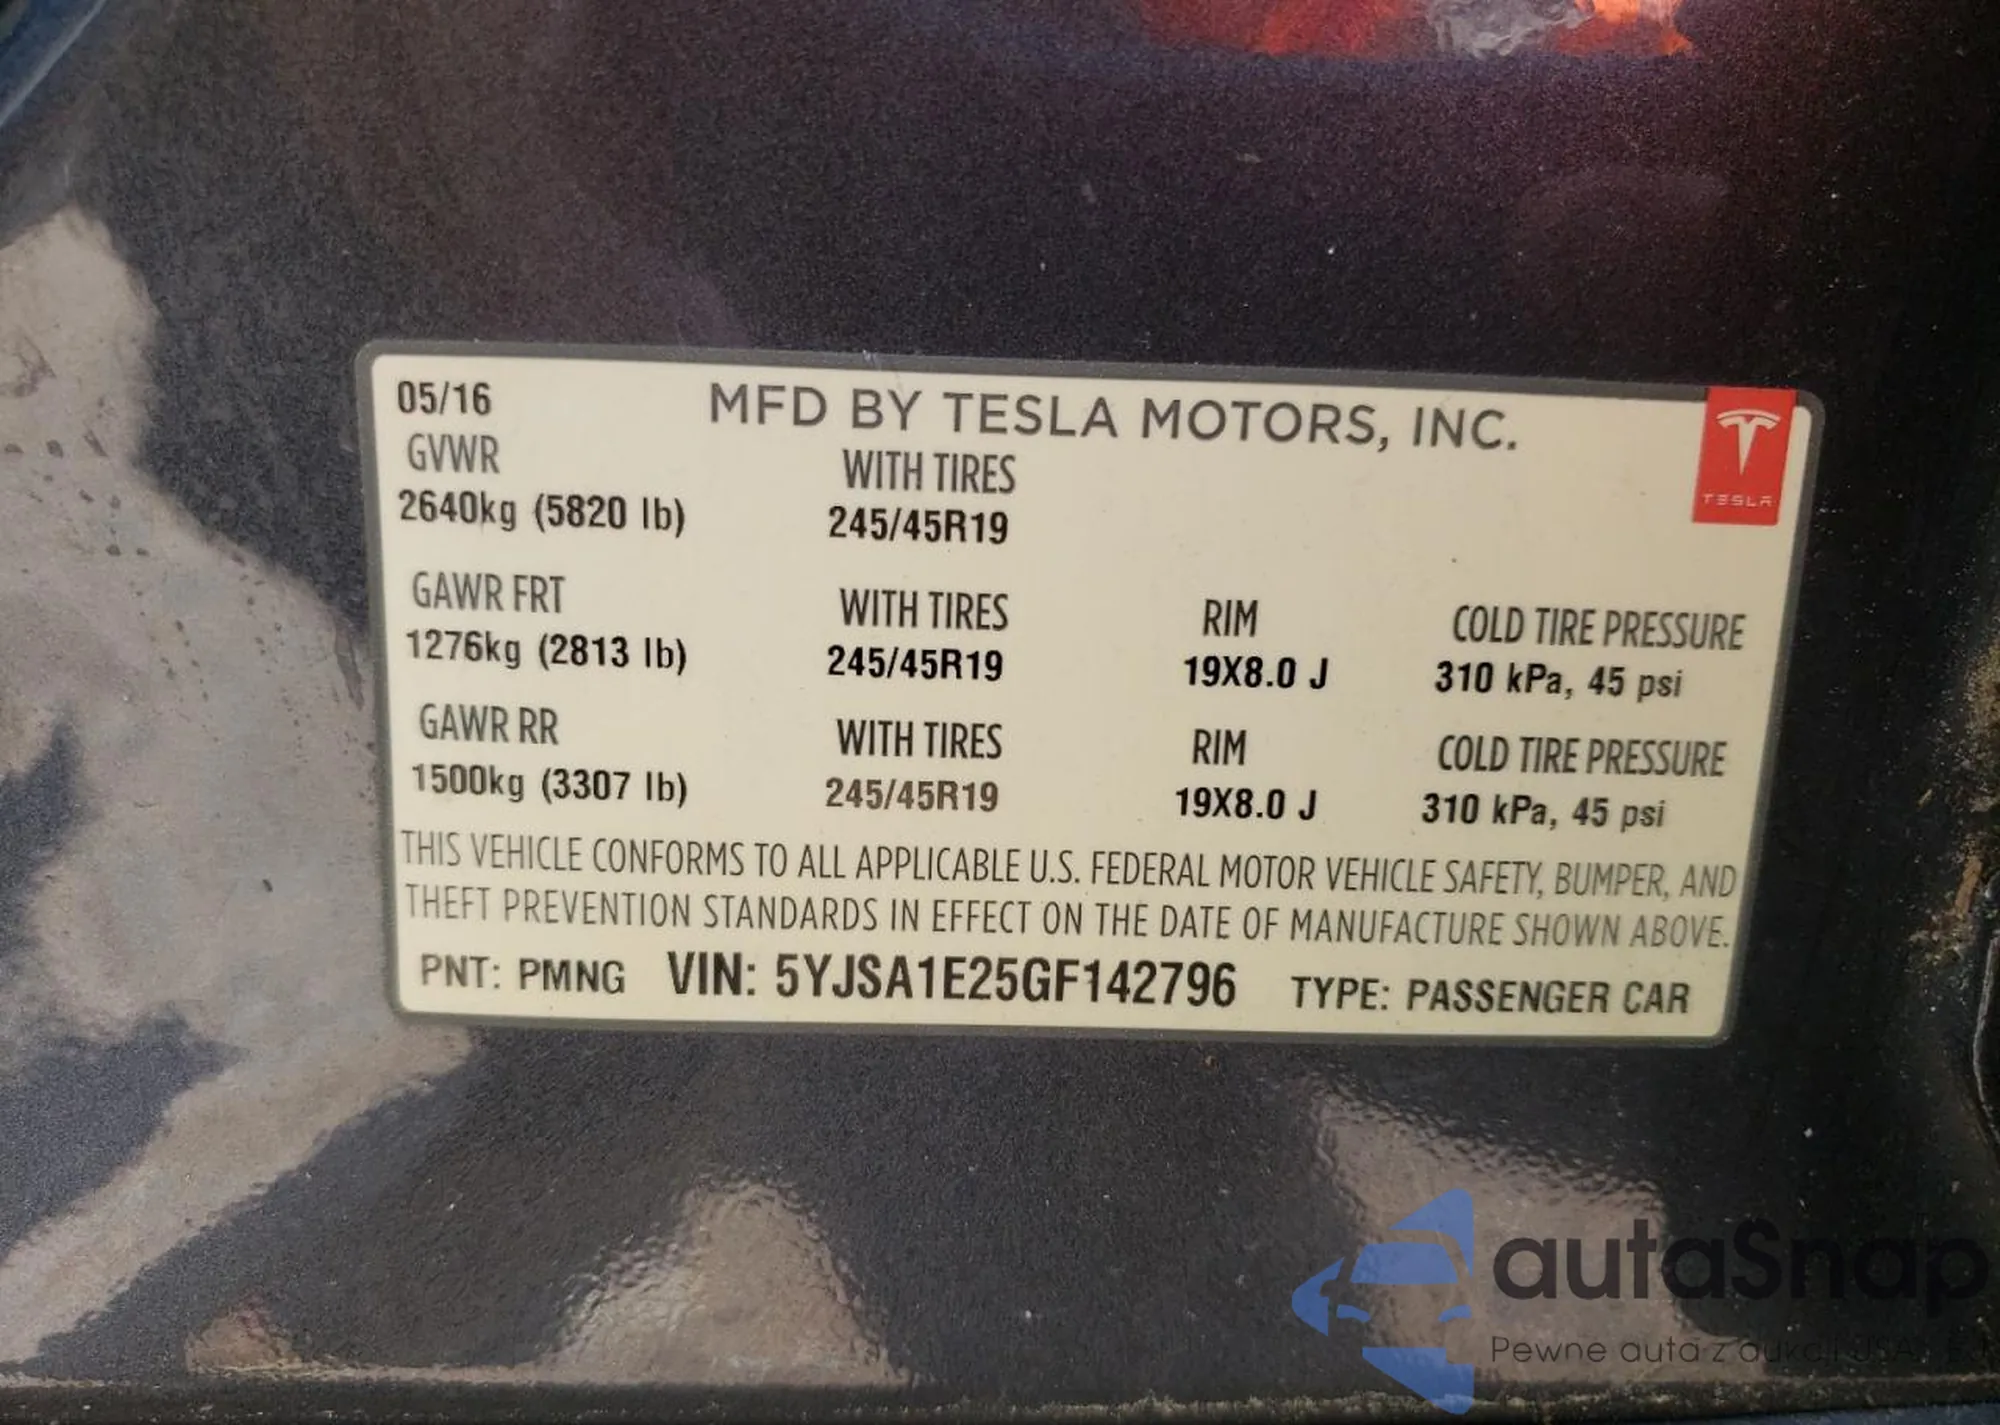 05/16 MFD BY TESLA MOTORS, INC.
TESLA
GVWR WITH TIRES
2640kg (5820 lb) 245/45R19
GAWR FRT WITH TIRES RIM COLD TIRE PRESSURE
1276kg (2813 lb) 245/45R19 19X8.0 J 310 kPa, 45 psi
GAWR RR WITH TIRES RIM COLD TIRE PRESSURE
1500kg (3307 lb) 245/45R19 19X8.0 J 310 kPa, 45 psi
THIS VEHICLE CONFORMS TO ALL APPLICABLE U.S. FEDERAL MOTOR VEHICLE SAFETY, BUMPER, AND
THEFT PREVENTION STANDARDS IN EFFECT ON THE DATE OF MANUFACTURE SHOWN ABOVE.
PNT: PMNG VIN: 5YJSA1E25GF142796 TYPE: PASSENGER CAR
autaSnap
Pewne auta z aukcji USA